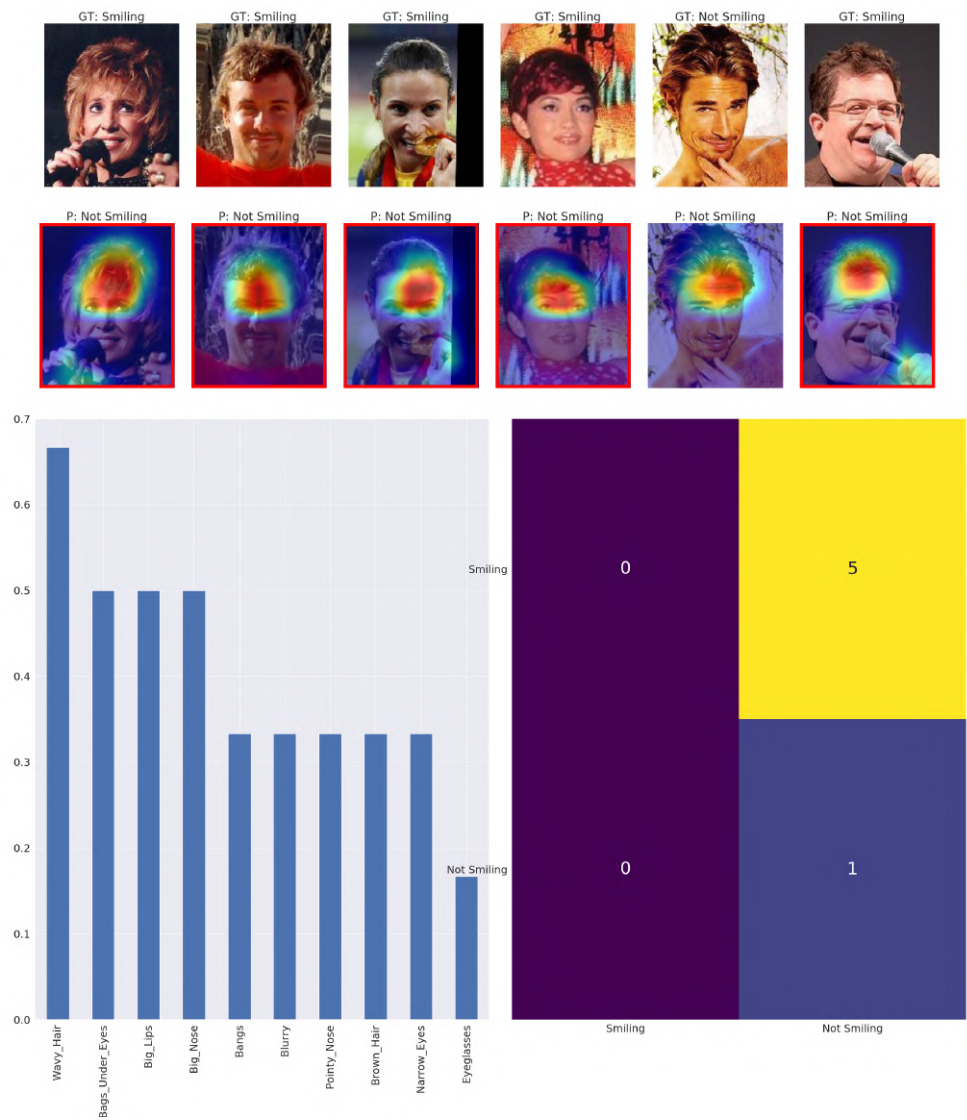 GT: Smiling GT: Smiling GT: Smiling GT: Smiling GT: Not Smiling GT: Smiling
P: Not Smiling P: Not Smiling P: Not Smiling P: Not Smiling P: Not Smiling P: Not Smiling
0.7
0.6
0.5
0.4
0.3
0.2
0.1
0.0
Wavy_Hair
Bags_Under_Eyes
Big_Lips
Big_Nose
Bangs
Blurry
Pointy_Nose
Brown_Hair
Narrow_Eyes
Eyeglasses
Smiling 0 5
Not Smiling 0 1
Smiling Not Smiling